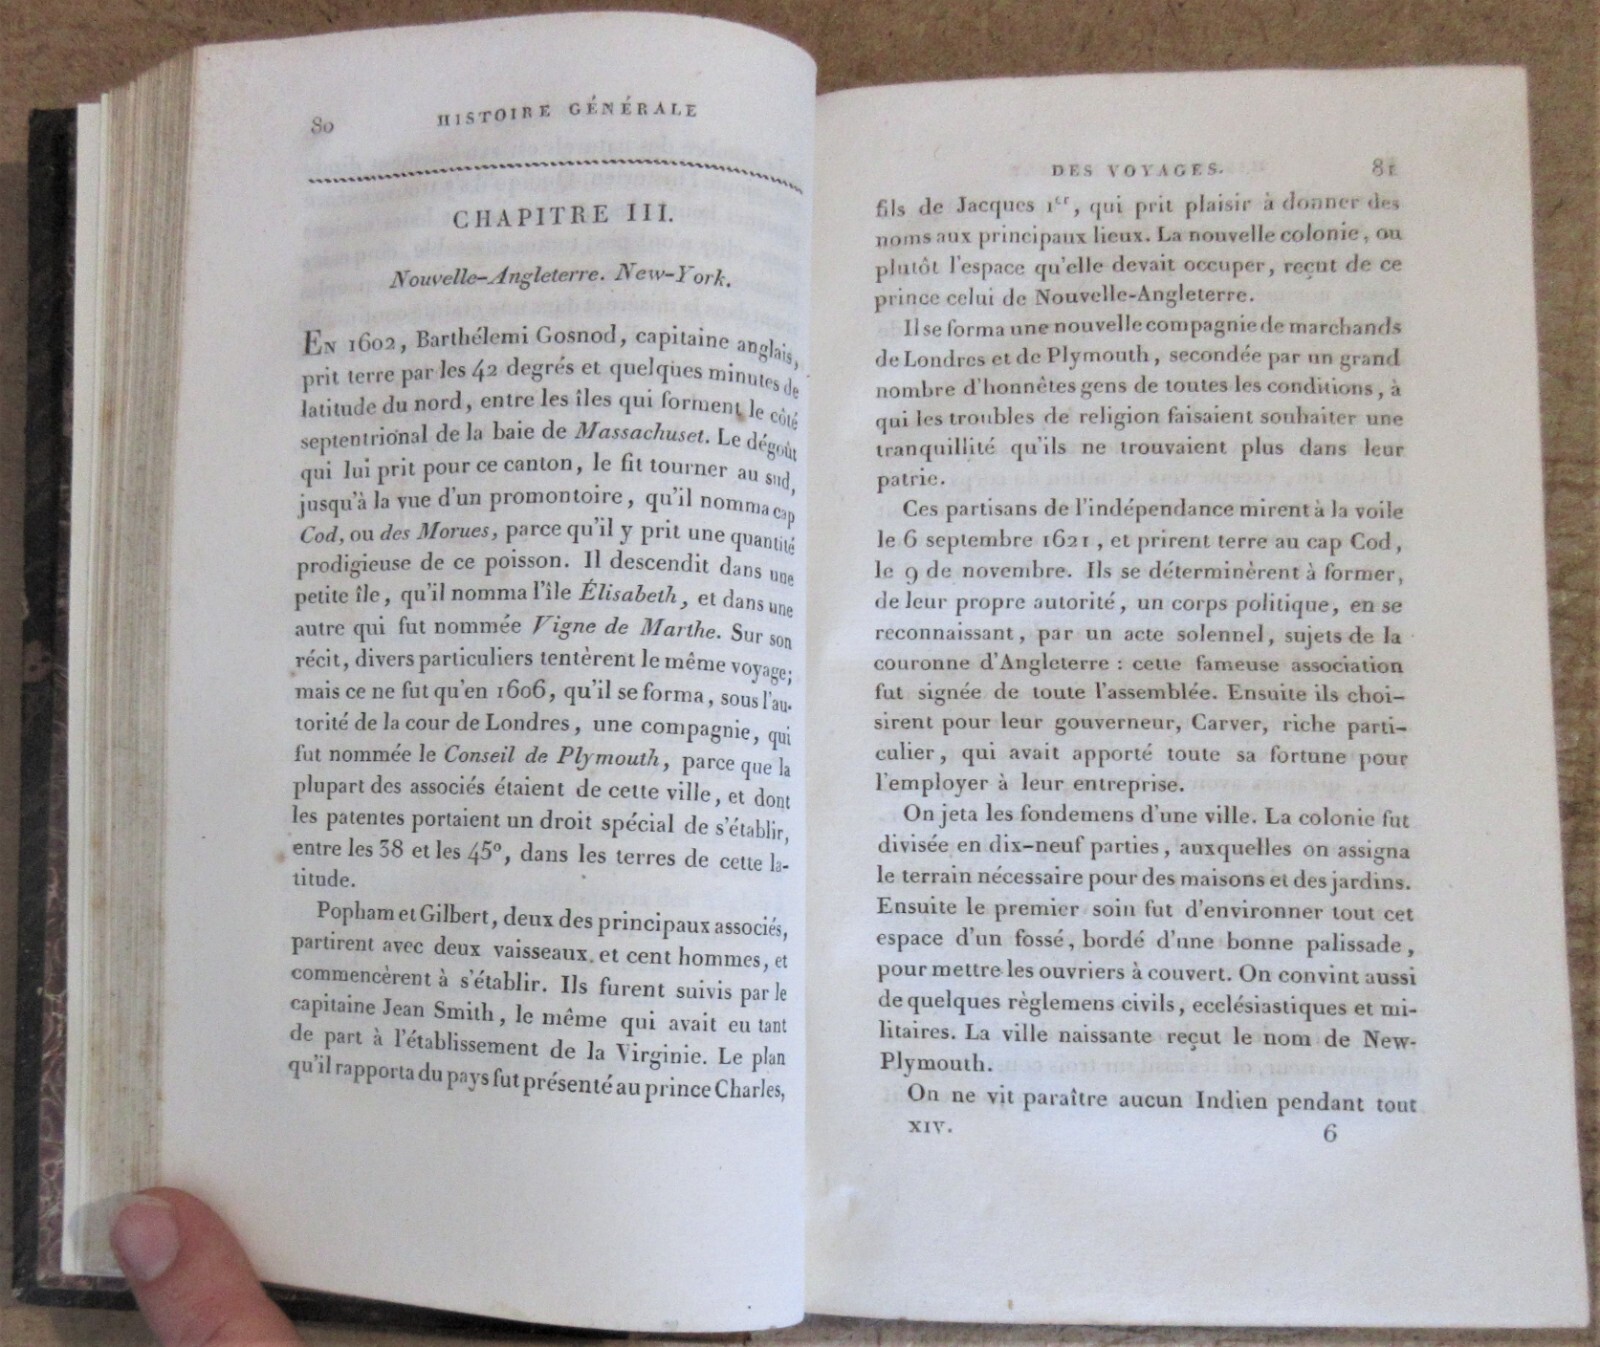 80
HISTOIRE GÉNÉRALE
CHAPITRE III.
Nouvelle-Angleterre. New-York.
En 1602, Barthélemi Gosnod, capitaine anglais,
prit terre par les 42 degrés et quelques minutes de
latitude du nord, entre les îles qui forment le côté
septentrional de la baie de Massachuset. Le dégoût
qui lui prit pour ce canton, le fit tourner au sud,
jusqu'à la vue d'un promontoire, qu'il nomma cap
Cod, ou des Morues, parce qu'il y prit une quantité
prodigieuse de ce poisson. Il descendit dans une
petite île, qu'il nomma l'île Élisabeth, et dans une
autre qui fut nommée Vigne de Marthe. Sur son
récit, divers particuliers tentèrent le même voyage;
mais ce ne fut qu'en 1606, qu'il se forma, sous l'au-
torité de la cour de Londres, une compagnie, qui
fut nommée le Conseil de Plymouth, parce que la
plupart des associés étaient de cette ville, et dont
les patentes portaient un droit spécial de s'établir,
entre les 38 et les 45°, dans les terres de cette la-
titude.
Popham et Gilbert, deux des principaux associés,
partirent avec deux vaisseaux et cent hommes, et
commencèrent à s'établir. Ils furent suivis par le
capitaine Jean Smith, le même qui avait eu tant
de part à l'établissement de la Virginie. Le plan
qu'il rapporta du pays fut présenté au prince Charles,
DES VOYAGES.
81
fils de Jacques Ier, qui prit plaisir à donner des
noms aux principaux lieux. La nouvelle colonie, ou
plutôt l'espace qu'elle devait occuper, reçut de ce
prince celui de Nouvelle-Angleterre.
Il se forma une nouvelle compagnie de marchands
de Londres et de Plymouth, secondée par un grand
nombre d'honnêtes gens de toutes les conditions, à
qui les troubles de religion faisaient souhaiter une
tranquillité qu'ils ne trouvaient plus dans leur
patrie.
Ces partisans de l'indépendance mirent à la voile
le 6 septembre 1621, et prirent terre au cap Cod,
le 9 de novembre. Ils se déterminèrent à former,
de leur propre autorité, un corps politique, en se
reconnaissant, par un acte solennel, sujets de la
couronne d'Angleterre : cette fameuse association
fut signée de toute l'assemblée. Ensuite ils choi-
sirent pour leur gouverneur, Carver, riche parti-
culier, qui avait apporté toute sa fortune pour
l'employer à leur entreprise.
On jeta les fondemens d'une ville. La colonie fut
divisée en dix-neuf parties, auxquelles on assigna
le terrain nécessaire pour des maisons et des jardins.
Ensuite le premier soin fut d'environner tout cet
espace d'un fossé, bordé d'une bonne palissade,
pour mettre les ouvriers à couvert. On convint aussi
de quelques règlemens civils, ecclésiastiques et mi-
litaires. La ville naissante reçut le nom de New-
Plymouth.
On ne vit paraître aucun Indien pendant tout
XIV.
6